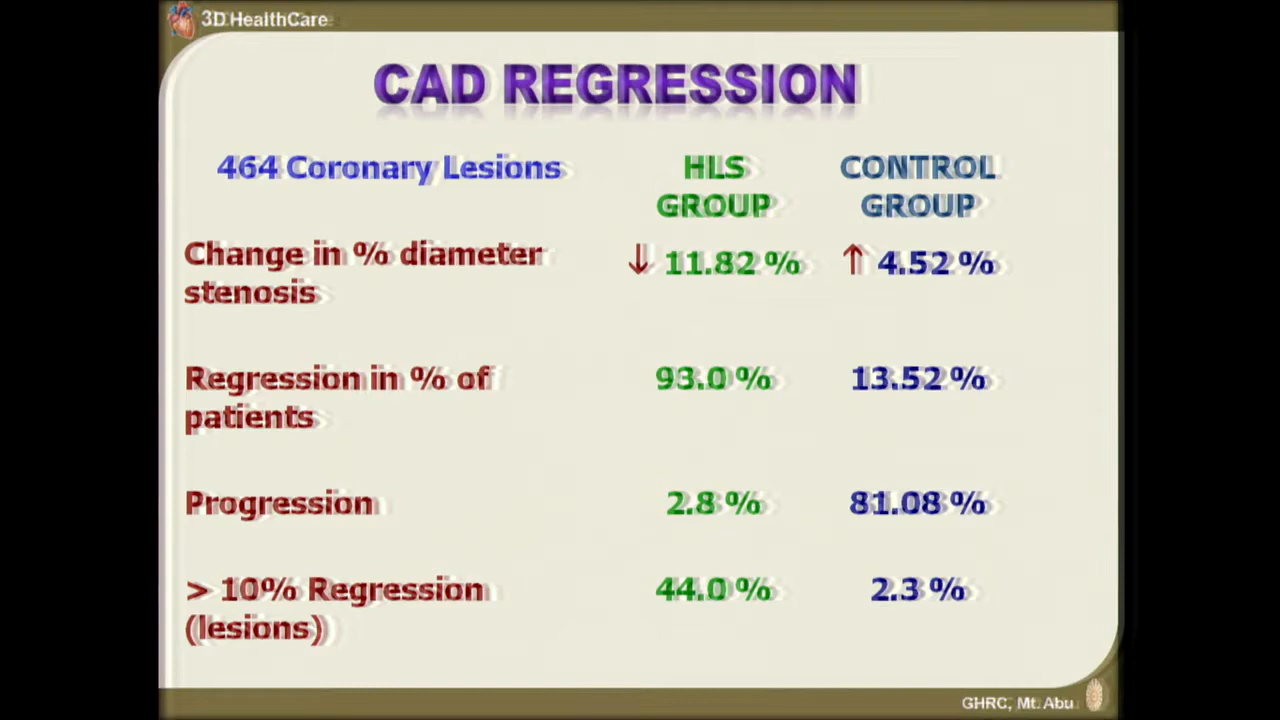 3D HealthCare
CAD REGRESSION
464 Coronary Lesions HLS CONTROL
GROUP GROUP
Change in % diameter ↓ 11.82 % ↑ 4.52 %
stenosis
Regression in % of 93.0 % 13.52 %
patients
Progression 2.8 % 81.08 %
> 10% Regression 44.0 % 2.3 %
(lesions)
GHRC, Mt. Abu